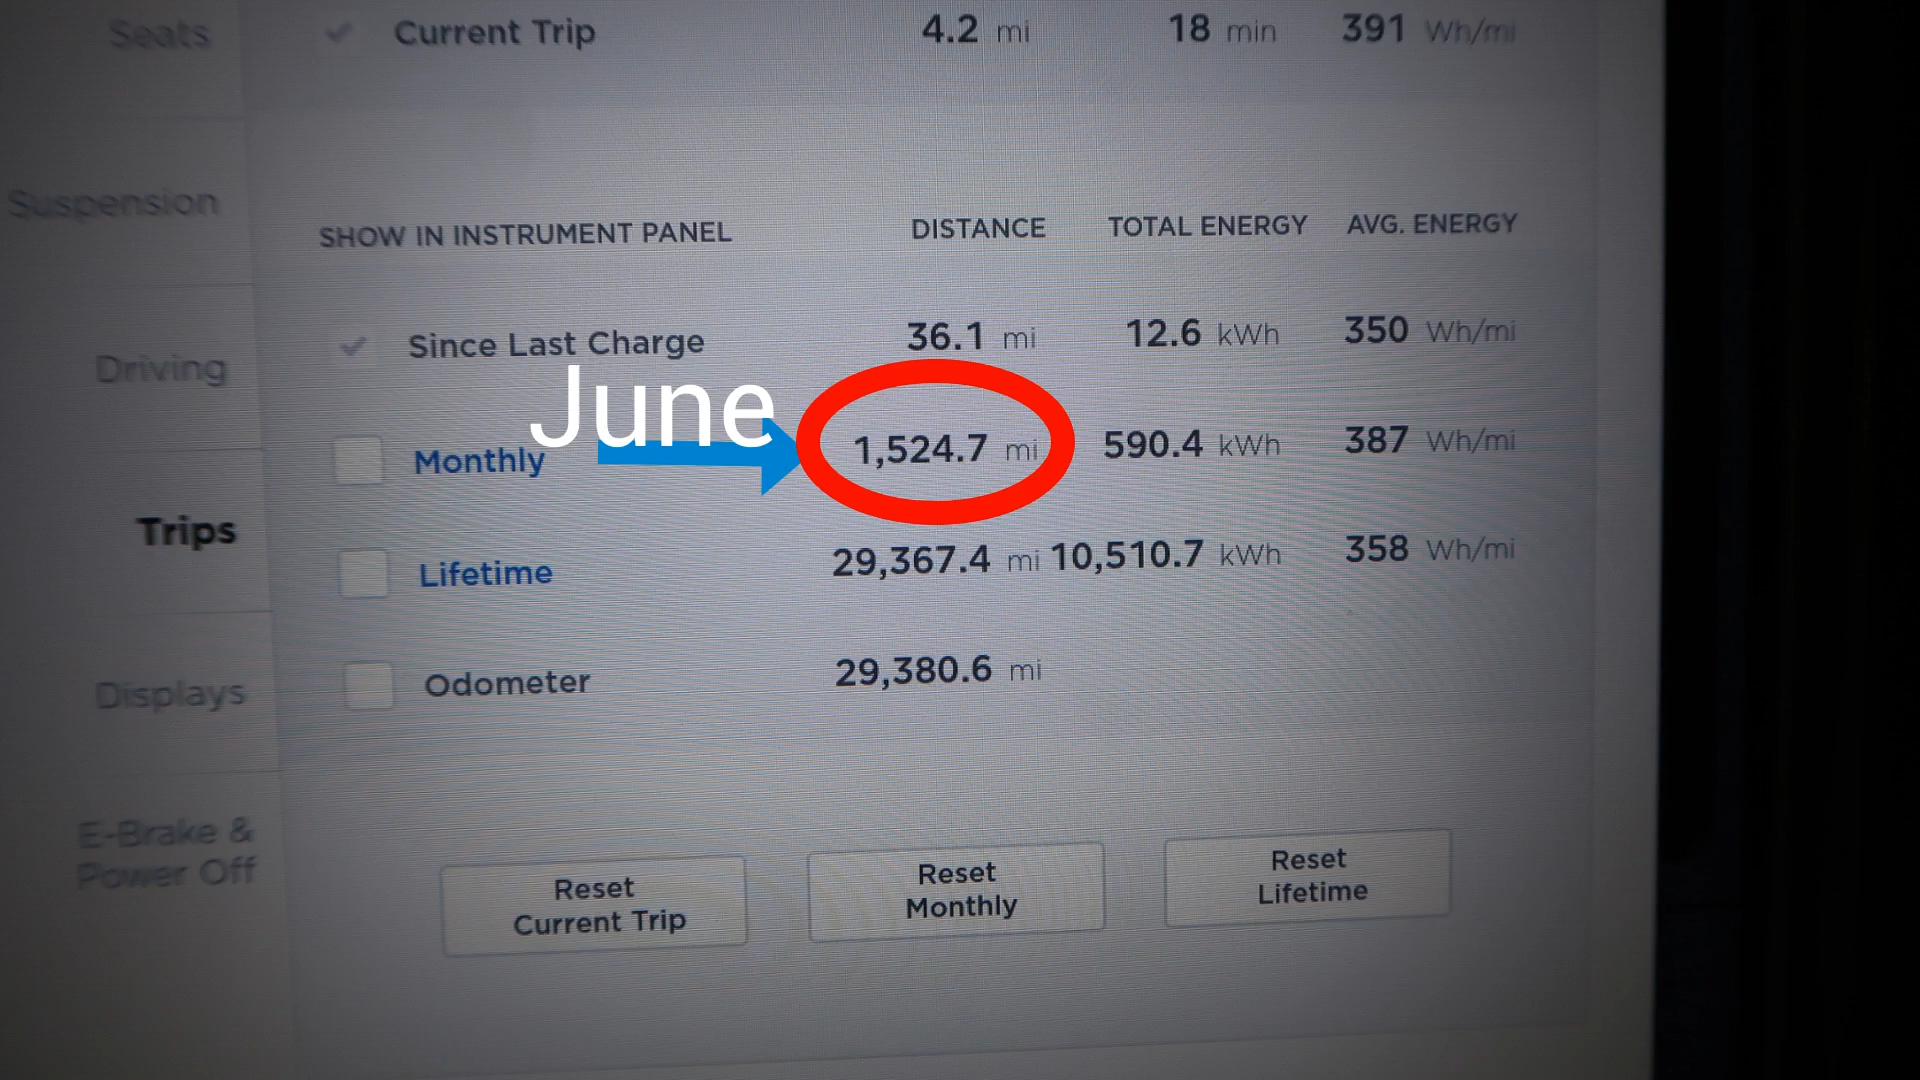 Seats
Current Trip 4.2 mi 18 min 391 Wh/mi
Suspension
SHOW IN INSTRUMENT PANEL DISTANCE TOTAL ENERGY AVG. ENERGY
Since Last Charge 36.1 mi 12.6 kWh 350 Wh/mi
Driving
June
Monthly 1,524.7 mi 590.4 kWh 387 Wh/mi
Trips
Lifetime 29,367.4 mi 10,510.7 kWh 358 Wh/mi
Displays
Odometer 29,380.6 mi
E-Brake &
Power Off
Reset
Current Trip
Reset
Monthly
Reset
Lifetime